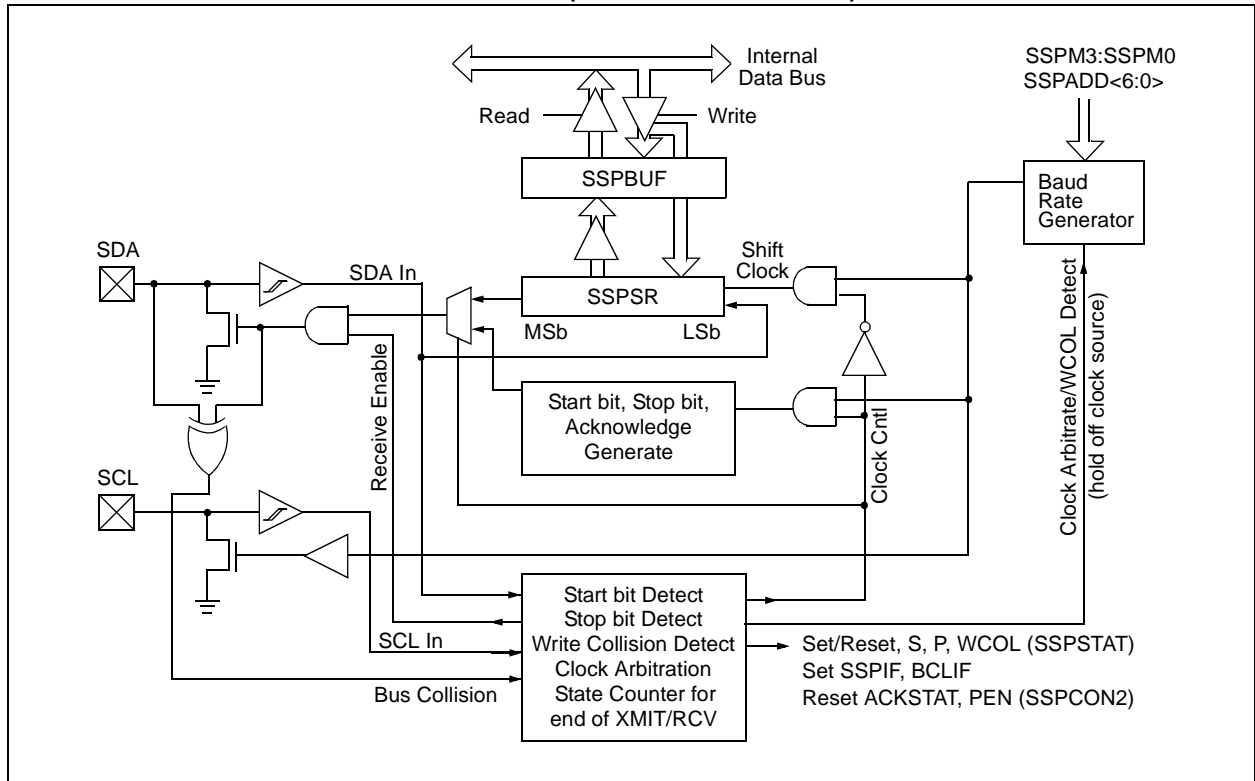 Internal
Data Bus
SSPM3:SSPM0
SSPADD<6:0>
Read
Write
SSPBUF
Baud
Rate
Generator
SDA
SDA In
Shift
Clock
SSPSR
MSb
LSb
Receive Enable
Start bit, Stop bit,
Acknowledge
Generate
Clock Cntl
Clock Arbitrate/WCOL Detect
(hold off clock source)
SCL
SCL In
Bus Collision
Start bit Detect
Stop bit Detect
Write Collision Detect
Clock Arbitration
State Counter for
end of XMIT/RCV
Set/Reset, S, P, WCOL (SSPSTAT)
Set SSPIF, BCLIF
Reset ACKSTAT, PEN (SSPCON2)